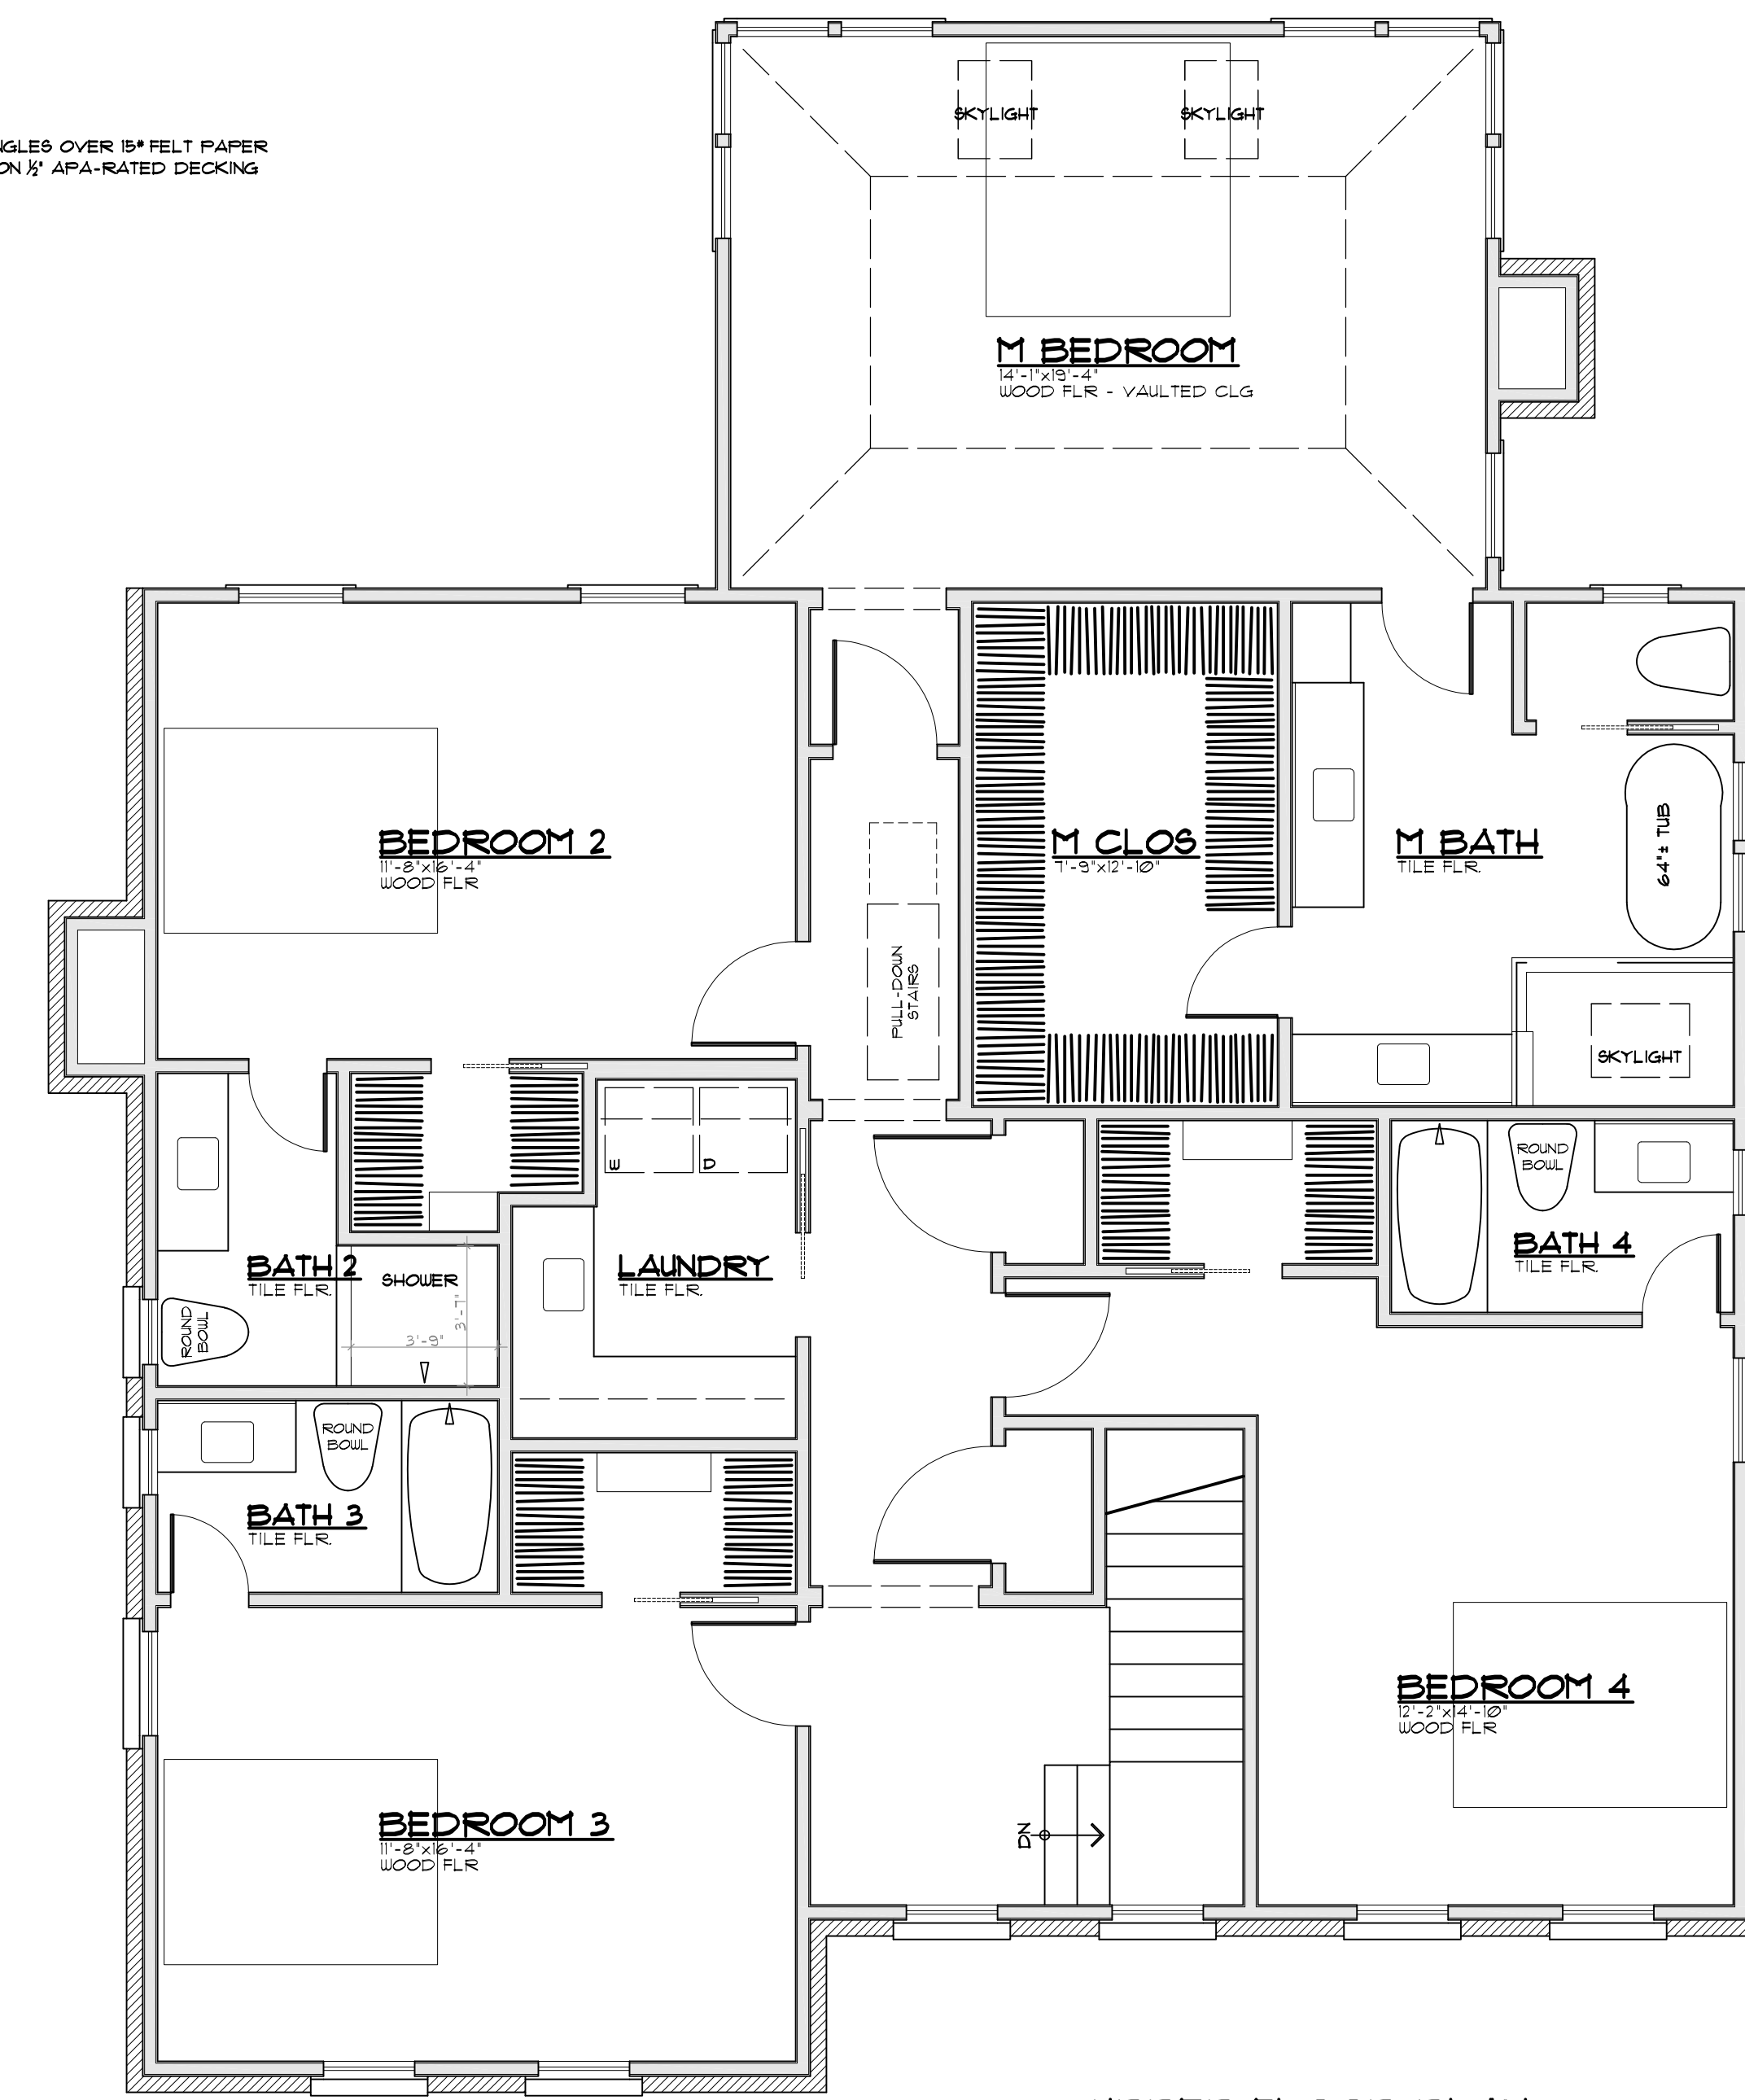 SKYLIGHT
SKYLIGHT
NGLES OVER 15# FELT PAPER
ON ½" APA-RATED DECKING
M BEDROOM
14'-1"x19'-4"
WOOD FLR - VAULTED CLG
BEDROOM 2
11'-8"x16'-4"
WOOD FLR
M CLOS
7'-9"x12'-10"
M BATH
TILE FLR.
64"± TUB
PULL-DOWN
STAIRS
SKYLIGHT
W
D
ROUND
BOWL
BATH 4
TILE FLR.
BATH 2
TILE FLR.
SHOWER
3'-7"
3'-9"
LAUNDRY
TILE FLR.
ROUND
BOWL
ROUND
BOWL
BATH 3
TILE FLR.
BEDROOM 4
12'-2"x14'-10"
WOOD FLR
BEDROOM 3
11'-8"x16'-4"
WOOD FLR
DN